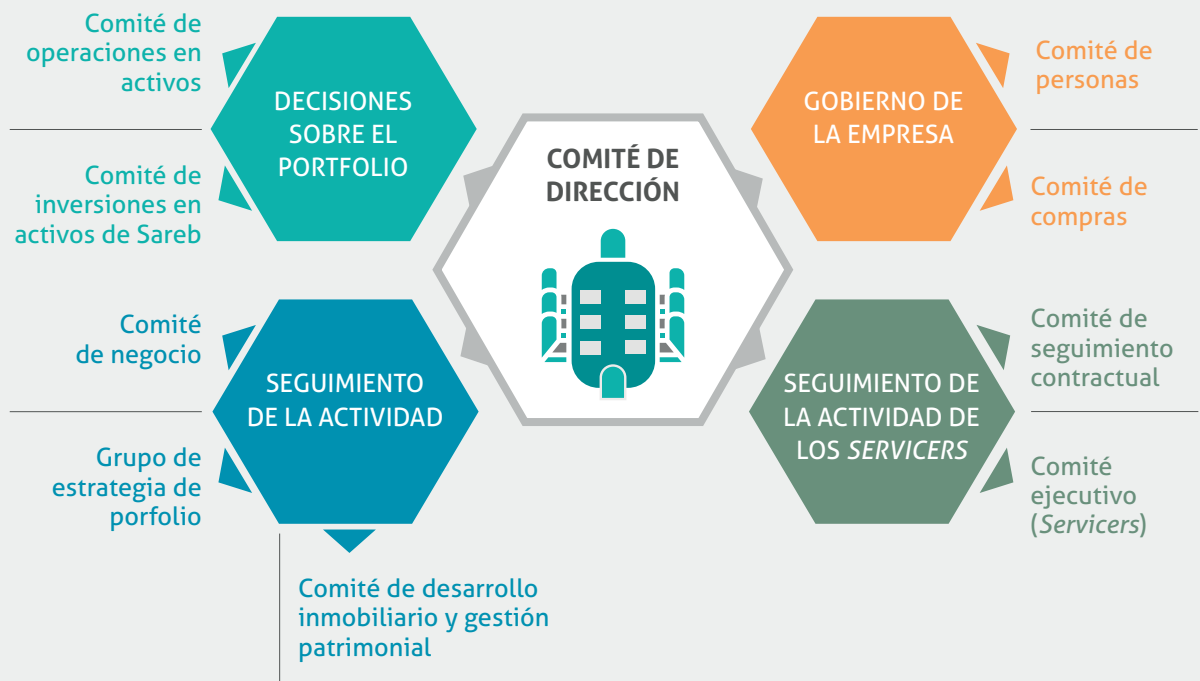 Comité de
operaciones en
activos
Comité de
inversiones en
activos de Sareb
DECISIONES
SOBRE EL
PORTFOLIO
COMITÉ DE
DIRECCIÓN
GOBIERNO DE
LA EMPRESA
Comité de
personas
Comité de
compras
Comité
de negocio
Grupo de
estrategia de
porfolio
SEGUIMIENTO
DE LA ACTIVIDAD
Comité de desarrollo
inmobiliario y gestión
patrimonial
SEGUIMIENTO DE
LA ACTIVIDAD DE
LOS SERVICERS
Comité de
seguimiento
contractual
Comité
ejecutivo
(Servicers)